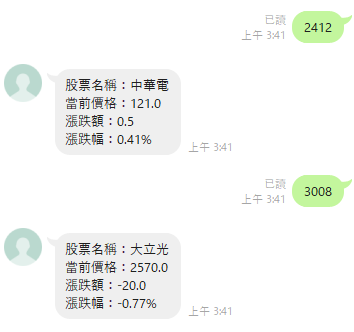 已讀
上午 3:41
2412
股票名稱：中華電
當前價格：121.0
漲跌額：0.5
漲跌幅：0.41%
上午 3:41
已讀
上午 3:41
3008
股票名稱：大立光
當前價格：2570.0
漲跌額：-20.0
漲跌幅：-0.77%
上午 3:41